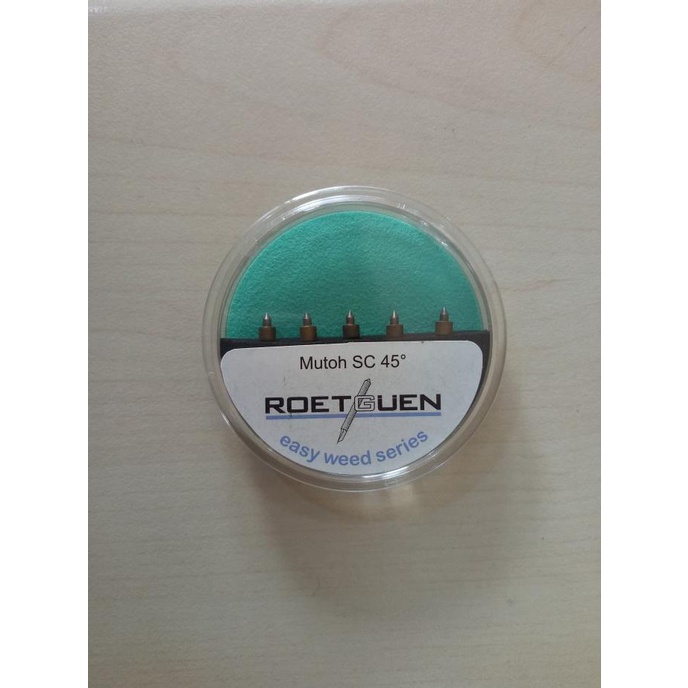 Mutoh SC 45°
ROETGUEN
easy weed series